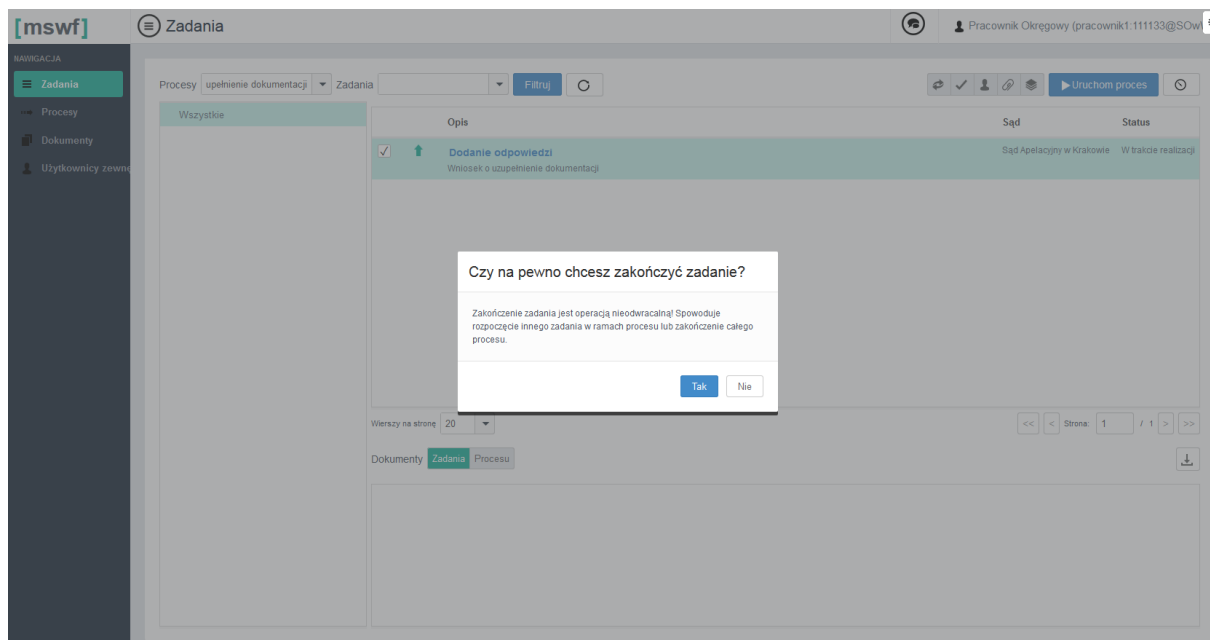 [mswf]
Zadania
Pracownik Okręgowy (pracownik1:111133@SOw
NAWIGACJA
Zadania
Procesy
Dokumenty
Użytkownicy zewnę
Procesy upełnienie dokumentacji Zadania Filtruj Uruchom proces
Wszystkie
Opis Sąd Status
Dodanie odpowiedzi Sąd Apelacyjny w Krakowie W trakcie realizacji
Wniosek o uzupełnienie dokumentacji
Czy na pewno chcesz zakończyć zadanie?
Zakończenie zadania jest operacją nieodwracalną! Spowoduje
rozpoczęcie innego zadania w ramach procesu lub zakończenie całego
procesu.
Tak Nie
Wierszy na stronę 20 << < Strona: 1 / 1 > >>
Dokumenty Zadania Procesu